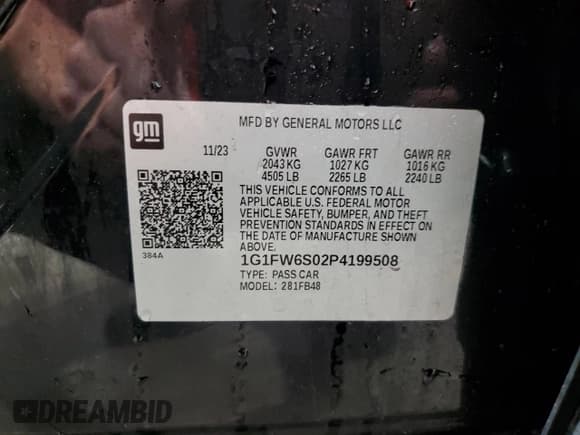 gm
MFD BY GENERAL MOTORS LLC
11/23 GVWR GAWR FRT GAWR RR
2043 KG 1027 KG 1016 KG
4505 LB 2265 LB 2240 LB
THIS VEHICLE CONFORMS TO ALL
APPLICABLE U.S. FEDERAL MOTOR
VEHICLE SAFETY, BUMPER, AND THEFT
PREVENTION STANDARDS IN EFFECT ON
THE DATE OF MANUFACTURE SHOWN
ABOVE.
384A
1G1FW6S02P4199508
TYPE: PASS CAR
MODEL: 281FB48
DREAMBID